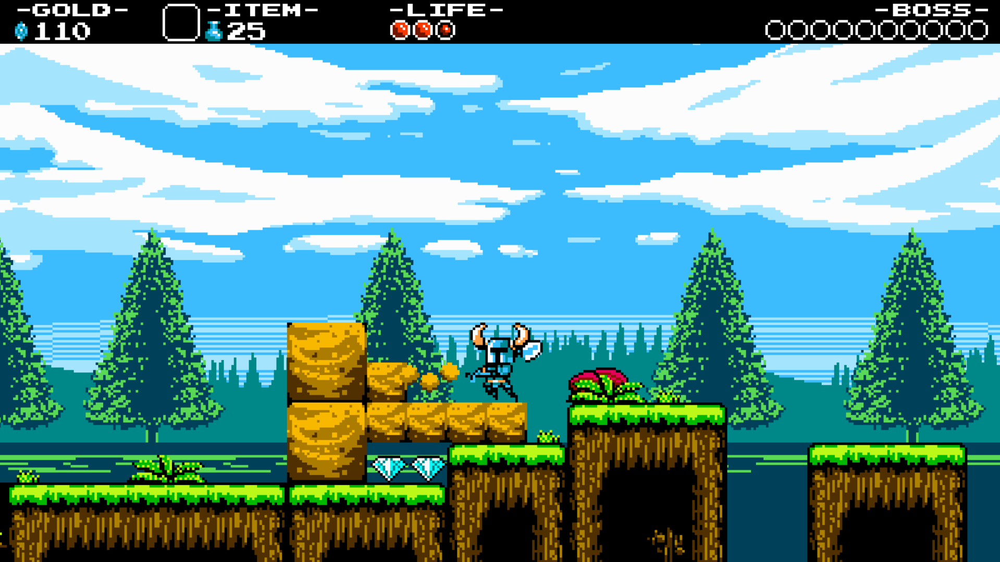 -GOLD- -ITEM- -LIFE- -BOSS-
110 25